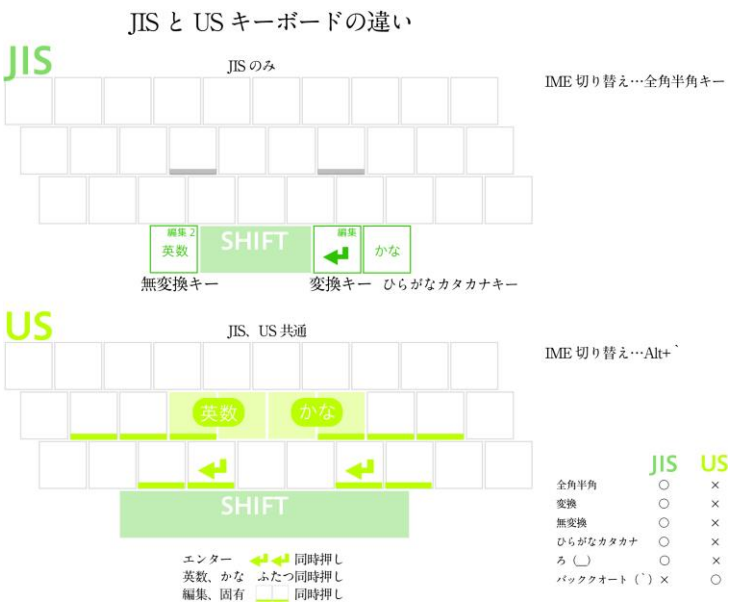 JIS と US キーボードの違い
JIS
JIS のみ
IME 切り替え…全角半角キー
編集 2
英数
SHIFT
編集
かな
無変換キー
変換キー
ひらがなカタカナキー
US
JIS、US 共通
IME 切り替え…Alt+｀
英数
かな
SHIFT
エンター 同時押し
英数、かな ふたつ同時押し
編集、固有 同時押し
JIS US
全角半角 ○ ×
変換 ○ ×
無変換 ○ ×
ひらがなカタカナ ○ ×
ろ（＿） ○ ×
バッククオート（｀）× ○